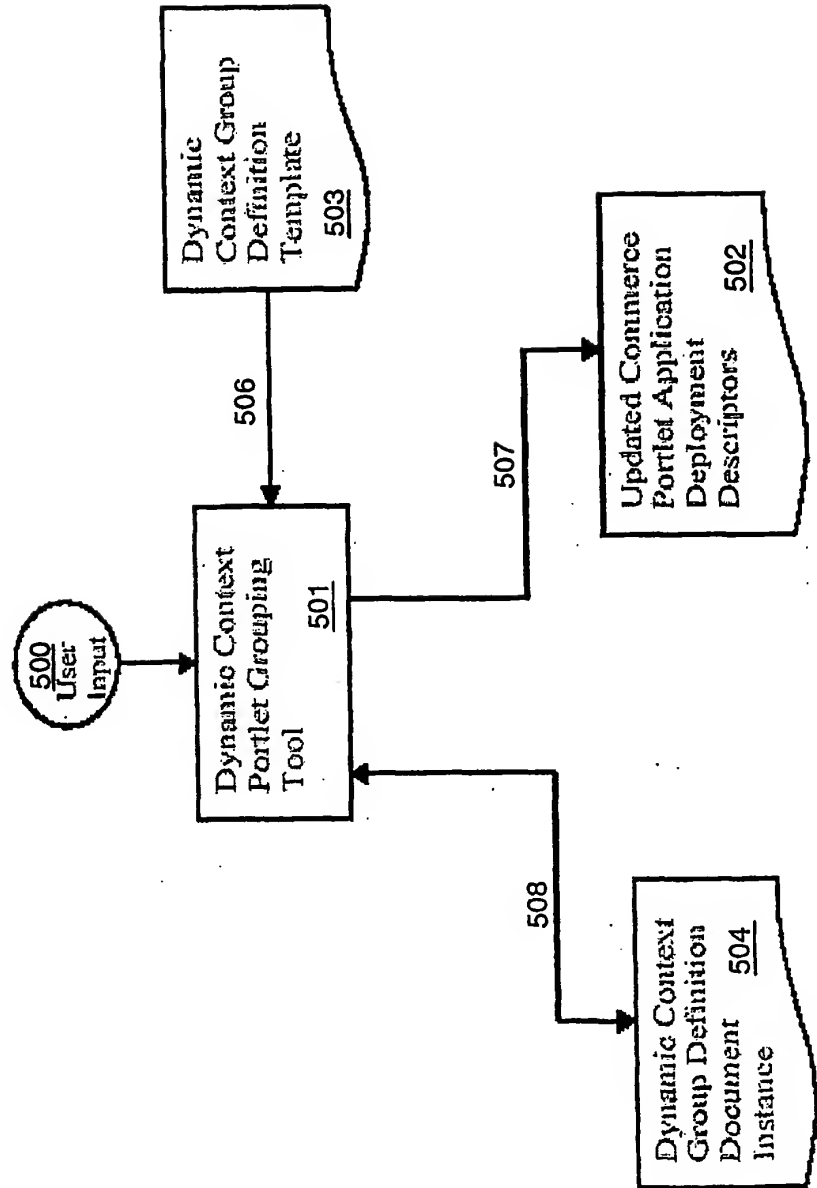 500
User
Input
Dynamic Context
Portlet Grouping
Tool
501
506
Dynamic
Context Group
Definition
Template
503
508
507
Dynamic Context
Group Definition
Document
Instance
504
Updated Commerce
Portlet Application
Deployment
Descriptors
502